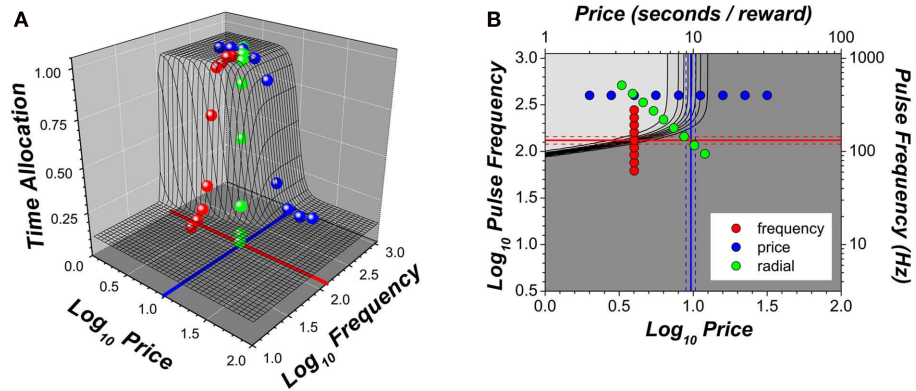 A
Time Allocation
1.00
0.75
0.50
0.25
0.0
0.5
1.0
1.5
2.0
Log10 Price
1.0
1.5
2.0
2.5
3.0
Log10 Frequency
B
Price (seconds / reward)
1 10 100
Log10 Pulse Frequency
3.0
2.5
2.0
1.5
1.0
0.5
0.0 0.5 1.0 1.5 2.0
Log10 Price
1000
100
10
Pulse Frequency (Hz)
frequency
price
radial